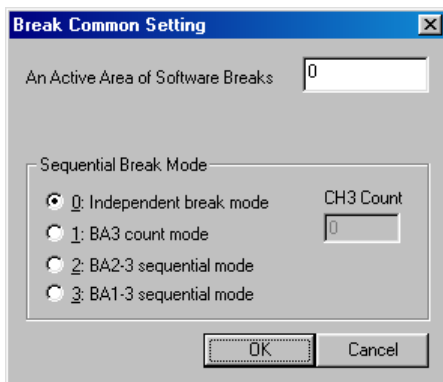 Break Common Setting
An Active Area of Software Breaks 0
Sequential Break Mode
0: Independent break mode
CH3 Count
0
1: BA3 count mode
2: BA2-3 sequential mode
3: BA1-3 sequential mode
OK Cancel